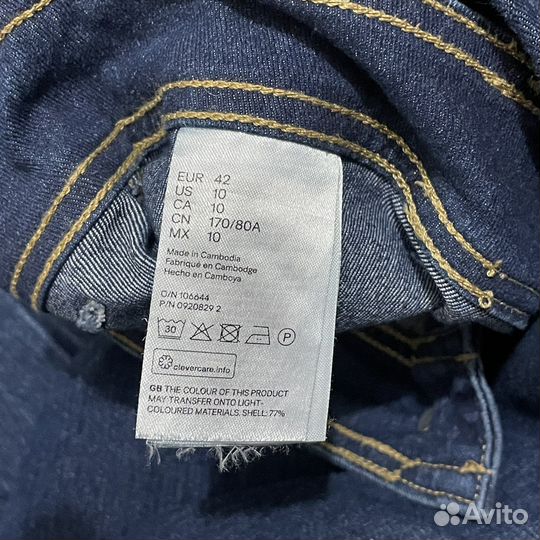 EUR 42
US 10
CA 10
CN 170/80A
MX 10
Made in Cambodia
Fabriqué en Cambodge
Hecho en Camboya
O/N 106644
P/N 0920829 2
30
P
clevercare.info
GB THE COLOUR OF THIS PRODUCT
MAY TRANSFER ONTO LIGHT-
COLOURED MATERIALS. SHELL: 77%
Avito